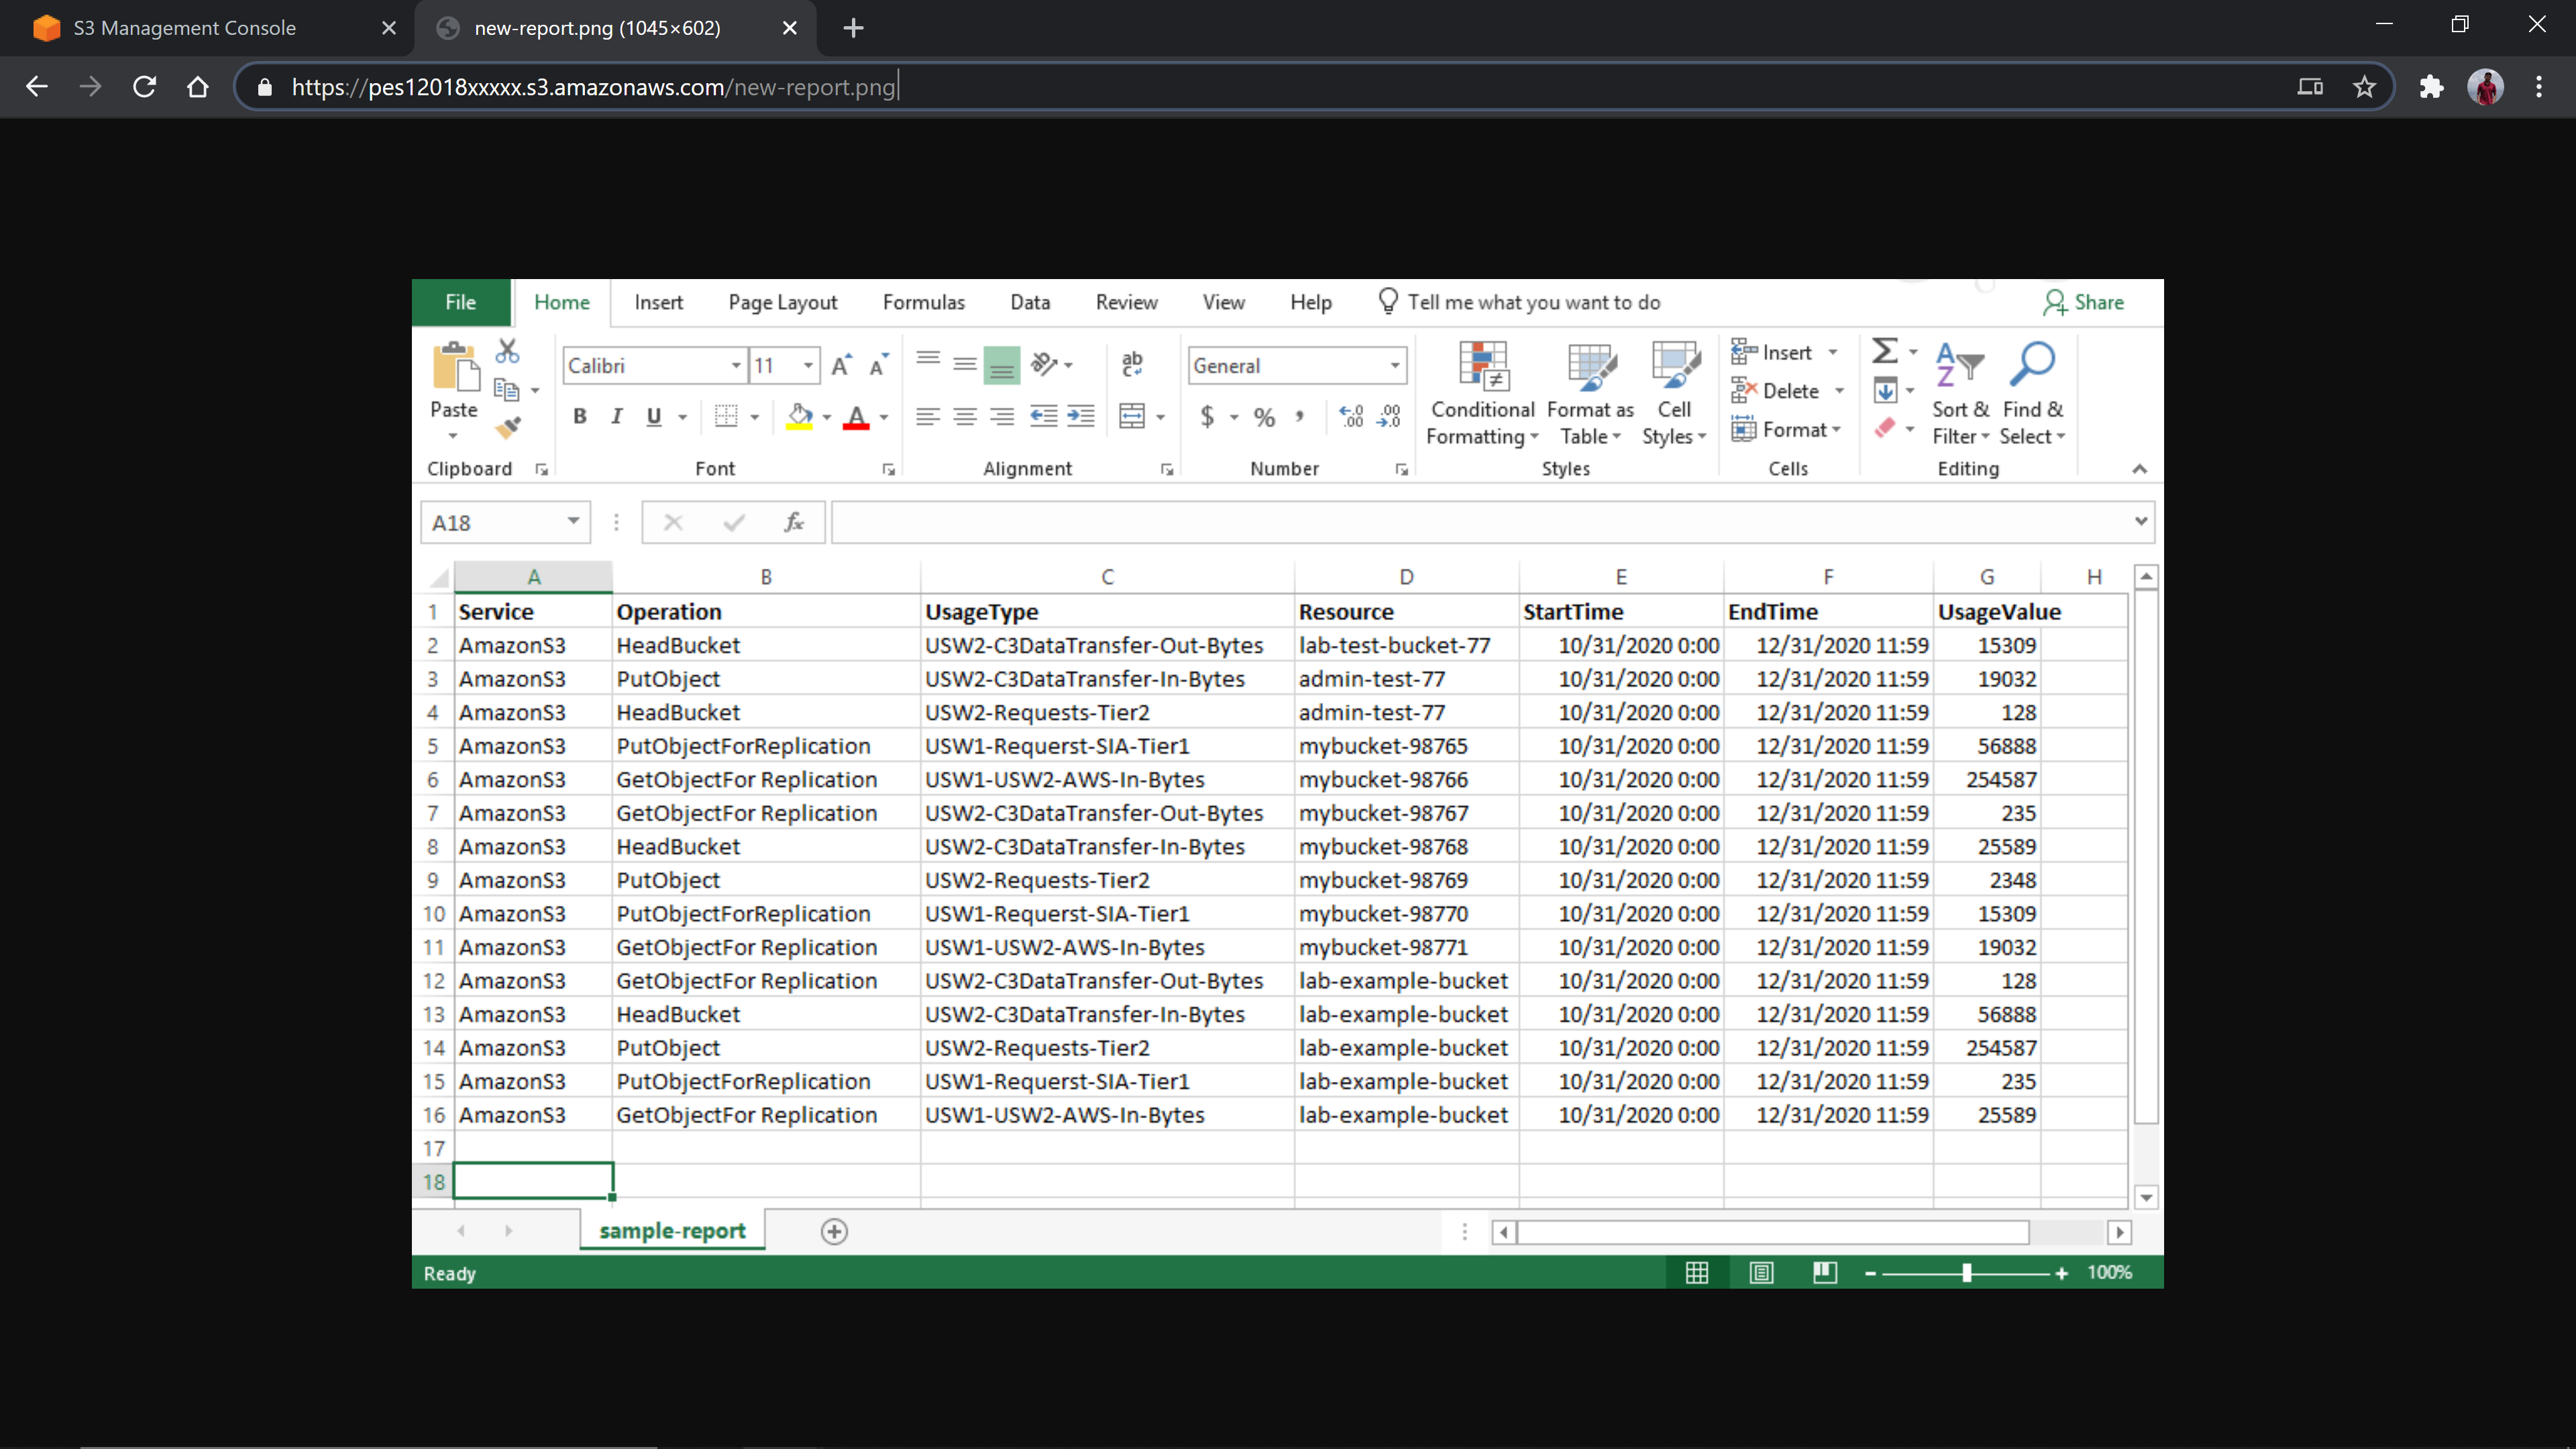 S3 Management Console
new-report.png (1045×602)
https://pes12018xxxxx.s3.amazonaws.com/new-report.png
File Home Insert Page Layout Formulas Data Review View Help Tell me what you want to do Share
Calibri 11 General
Paste
B I U A $ % ,
Conditional Formatting
Format as Table
Cell Styles
Insert
Delete
Format
Sort & Filter
Find & Select
Clipboard Font Alignment Number Styles Cells Editing
A18 fx
A B C D E F G H
1 Service Operation UsageType Resource StartTime EndTime UsageValue
2 AmazonS3 HeadBucket USW2-C3DataTransfer-Out-Bytes lab-test-bucket-77 10/31/2020 0:00 12/31/2020 11:59 15309
3 AmazonS3 PutObject USW2-C3DataTransfer-In-Bytes admin-test-77 10/31/2020 0:00 12/31/2020 11:59 19032
4 AmazonS3 HeadBucket USW2-Requests-Tier2 admin-test-77 10/31/2020 0:00 12/31/2020 11:59 128
5 AmazonS3 PutObjectForReplication USW1-Requerst-SIA-Tier1 mybucket-98765 10/31/2020 0:00 12/31/2020 11:59 56888
6 AmazonS3 GetObjectFor Replication USW1-USW2-AWS-In-Bytes mybucket-98766 10/31/2020 0:00 12/31/2020 11:59 254587
7 AmazonS3 GetObjectFor Replication USW2-C3DataTransfer-Out-Bytes mybucket-98767 10/31/2020 0:00 12/31/2020 11:59 235
8 AmazonS3 HeadBucket USW2-C3DataTransfer-In-Bytes mybucket-98768 10/31/2020 0:00 12/31/2020 11:59 25589
9 AmazonS3 PutObject USW2-Requests-Tier2 mybucket-98769 10/31/2020 0:00 12/31/2020 11:59 2348
10 AmazonS3 PutObjectForReplication USW1-Requerst-SIA-Tier1 mybucket-98770 10/31/2020 0:00 12/31/2020 11:59 15309
11 AmazonS3 GetObjectFor Replication USW1-USW2-AWS-In-Bytes mybucket-98771 10/31/2020 0:00 12/31/2020 11:59 19032
12 AmazonS3 GetObjectFor Replication USW2-C3DataTransfer-Out-Bytes lab-example-bucket 10/31/2020 0:00 12/31/2020 11:59 128
13 AmazonS3 HeadBucket USW2-C3DataTransfer-In-Bytes lab-example-bucket 10/31/2020 0:00 12/31/2020 11:59 56888
14 AmazonS3 PutObject USW2-Requests-Tier2 lab-example-bucket 10/31/2020 0:00 12/31/2020 11:59 254587
15 AmazonS3 PutObjectForReplication USW1-Requerst-SIA-Tier1 lab-example-bucket 10/31/2020 0:00 12/31/2020 11:59 235
16 AmazonS3 GetObjectFor Replication USW1-USW2-AWS-In-Bytes lab-example-bucket 10/31/2020 0:00 12/31/2020 11:59 25589
17
18
sample-report
Ready 100%